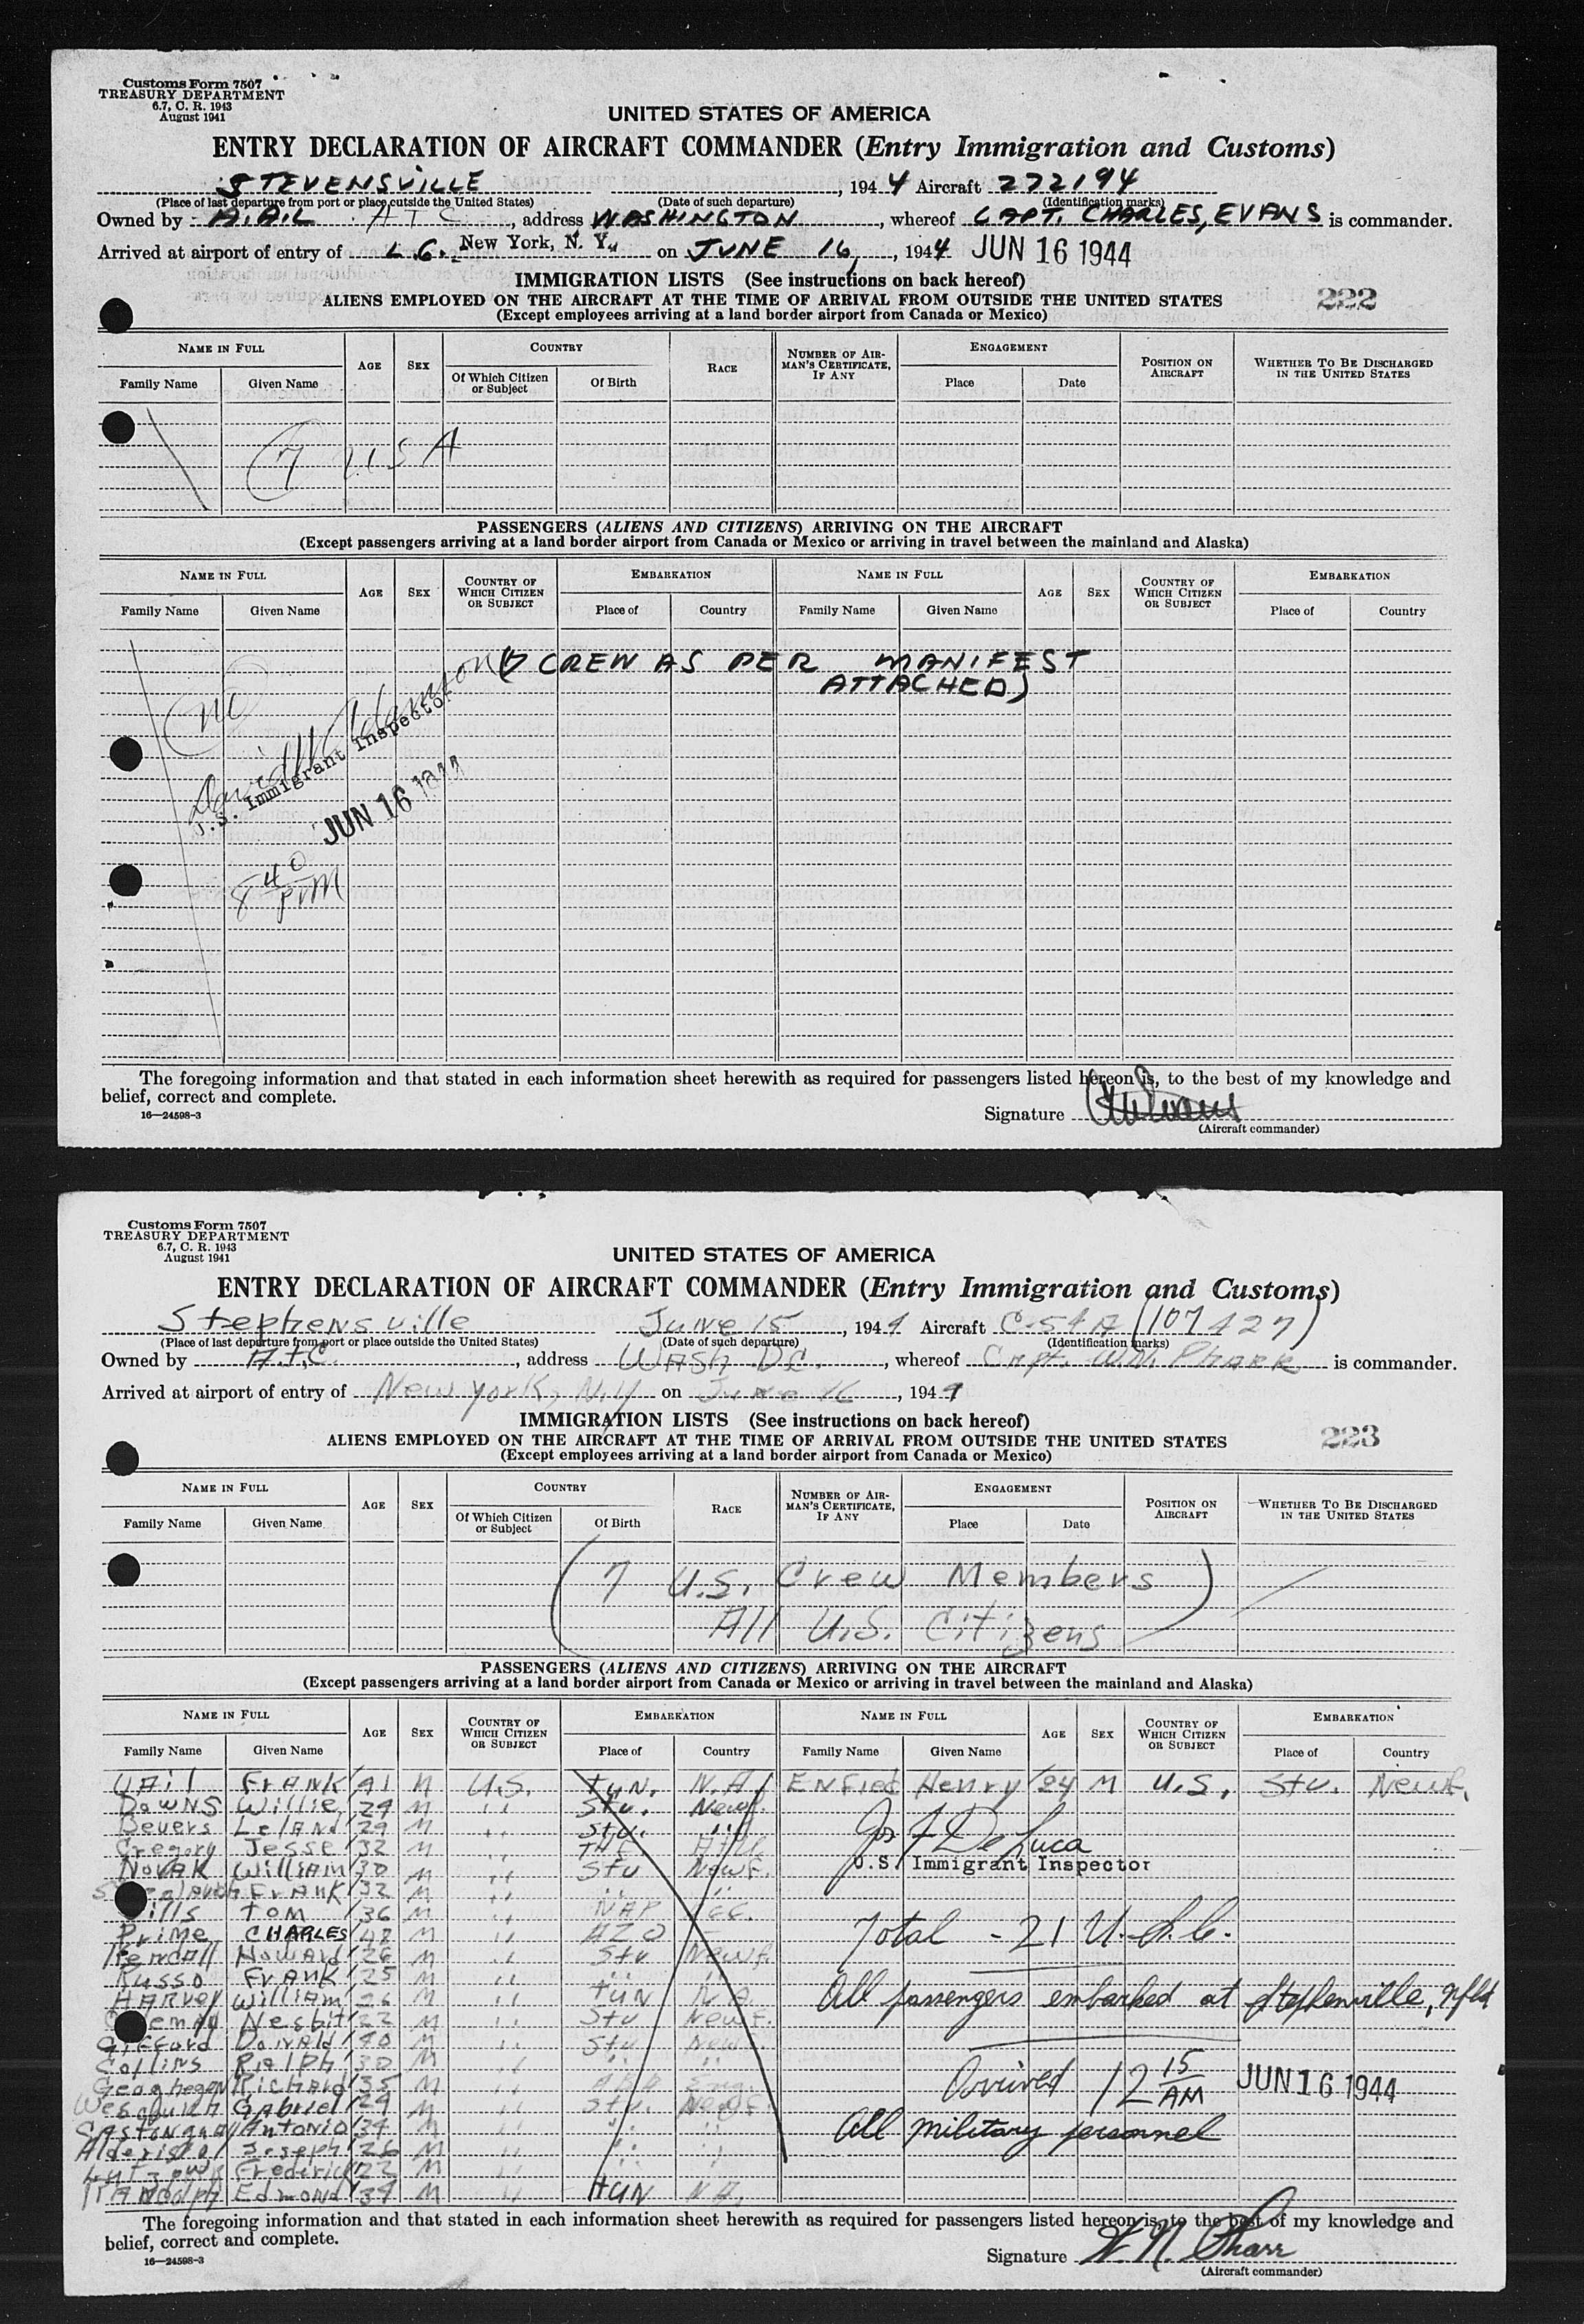 Customs Form 7507
TREASURY DEPARTMENT
6.7, C. R. 1943
August 1941
UNITED STATES OF AMERICA
ENTRY DECLARATION OF AIRCRAFT COMMANDER (Entry Immigration and Customs)
STEVENSVILLE , 1944 Aircraft 272194
(Place of last departure from port or place outside the United States) (Date of such departure) (Identification marks)
Owned by A.A.L ATC , address WASHINGTON , whereof CAPT. CHARLES, EVANS is commander.
Arrived at airport of entry of L.G. New York, N. Y. on JUNE 16, , 1944 JUN 16 1944
IMMIGRATION LISTS (See instructions on back hereof)
ALIENS EMPLOYED ON THE AIRCRAFT AT THE TIME OF ARRIVAL FROM OUTSIDE THE UNITED STATES 222
(Except employees arriving at a land border airport from Canada or Mexico)
NAME IN FULL AGE SEX COUNTRY RACE NUMBER OF AIRMAN'S CERTIFICATE, IF ANY ENGAGEMENT POSITION ON AIRCRAFT WHETHER TO BE DISCHARGED IN THE UNITED STATES
Family Name Given Name Of Which Citizen or Subject Of Birth Place Date
7 USA
PASSENGERS (ALIENS AND CITIZENS) ARRIVING ON THE AIRCRAFT
(Except passengers arriving at a land border airport from Canada or Mexico or arriving in travel between the mainland and Alaska)
NAME IN FULL AGE SEX COUNTRY OF WHICH CITIZEN OR SUBJECT EMBARKATION NAME IN FULL AGE SEX COUNTRY OF WHICH CITIZEN OR SUBJECT EMBARKATION
Family Name Given Name Place of Country Family Name Given Name Place of Country
(7 CREW AS PER MANIFEST
ATTACHED)
NO
David H Adamson
U.S. Immigrant Inspector
JUN 16 1944
8 40 PM
The foregoing information and that stated in each information sheet herewith as required for passengers listed hereon is, to the best of my knowledge and
belief, correct and complete.
16—24598-3
Signature
(Aircraft commander)
Customs Form 7507
TREASURY DEPARTMENT
6.7, C. R. 1943
August 1941
UNITED STATES OF AMERICA
ENTRY DECLARATION OF AIRCRAFT COMMANDER (Entry Immigration and Customs)
Stephensville June 15 , 1944 Aircraft C-54A (107427)
(Place of last departure from port or place outside the United States) (Date of such departure) (Identification marks)
Owned by A.T.C. , address Wash DC. , whereof Capt. W.N. Pharr is commander.
Arrived at airport of entry of New York, N.Y on June 16 , 1944
IMMIGRATION LISTS (See instructions on back hereof)
ALIENS EMPLOYED ON THE AIRCRAFT AT THE TIME OF ARRIVAL FROM OUTSIDE THE UNITED STATES 223
(Except employees arriving at a land border airport from Canada or Mexico)
NAME IN FULL AGE SEX COUNTRY RACE NUMBER OF AIRMAN'S CERTIFICATE, IF ANY ENGAGEMENT POSITION ON AIRCRAFT WHETHER TO BE DISCHARGED IN THE UNITED STATES
Family Name Given Name Of Which Citizen or Subject Of Birth Place Date
(7 U.S. Crew Members
All U.S. Citizens)
PASSENGERS (ALIENS AND CITIZENS) ARRIVING ON THE AIRCRAFT
(Except passengers arriving at a land border airport from Canada or Mexico or arriving in travel between the mainland and Alaska)
NAME IN FULL AGE SEX COUNTRY OF WHICH CITIZEN OR SUBJECT EMBARKATION NAME IN FULL AGE SEX COUNTRY OF WHICH CITIZEN OR SUBJECT EMBARKATION
Family Name Given Name Place of Country Family Name Given Name Place of Country
Vail Frank 41 M U.S. Tun. N.A. Enfied Henry 24 M U.S. Stv. Newf.
Downs Willie 29 M " Stv. Newf.
Bevers Leland 29 M " Stv. "
Gregory Jesse 32 M "
Novak William 30 M " Stv Newf.
Frank 32 M " " "
Tom 36 M " NAP
Prime CHARLES 42 M " AZO
Kendall Howard 26 M " Stv Newf.
Russo Frank 25 M " " "
Harvey William 26 M " Tun N.A.
Nesbit 22 M " Stv Newf.
Gifford Donald 40 M " Stv Newf.
Collins Ralph 30 M " " "
Geoghegen Richard 35 M " Eng.
Gabriel 29 M " Stv. Newf.
Antonio 34 M " " "
Joseph 26 M " " "
Frederick 22 M " " "
Randolph Edmond 34 M " N.A.
Jos F DeLuca
U.S. Immigrant Inspector
Total - 21 U.S.C.
All passengers embarked at Stephenville, Nfld
Arrived 12 15 AM JUN 16 1944
All military personnel
The foregoing information and that stated in each information sheet herewith as required for passengers listed hereon is, to the best of my knowledge and
belief, correct and complete.
16—24598-3
Signature W. N. Pharr
(Aircraft commander)